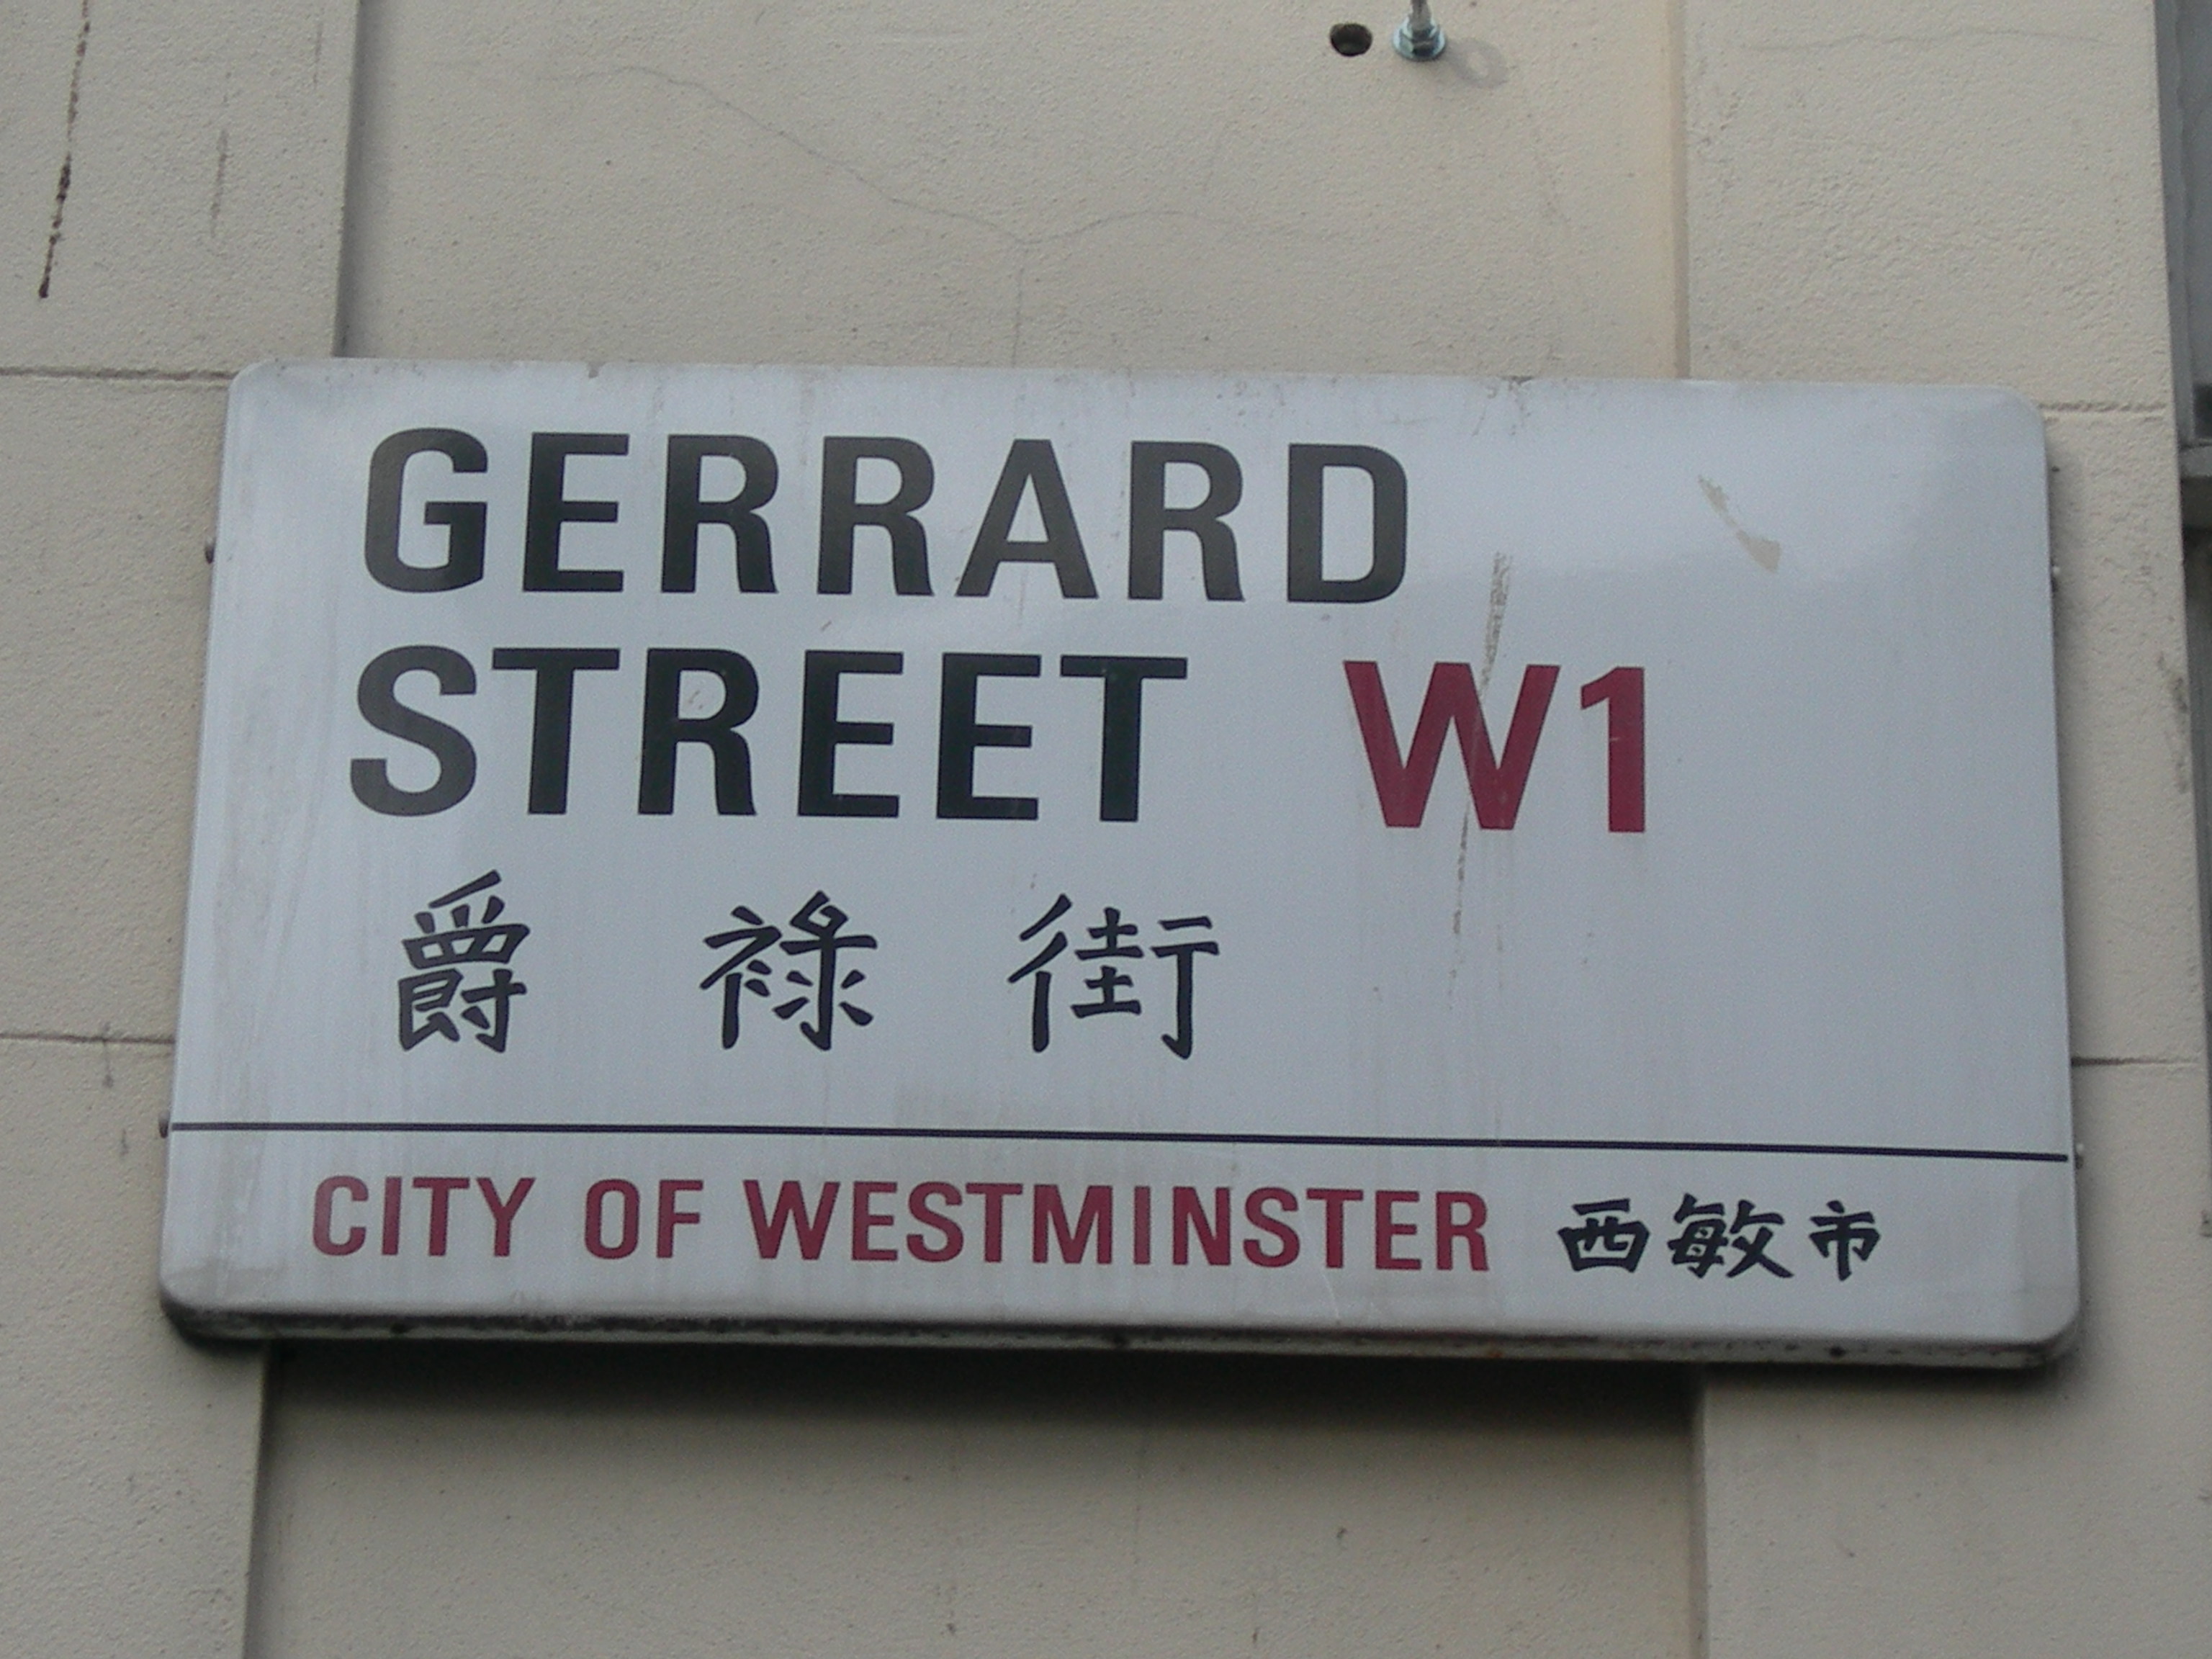 GERRARD
STREET W1
爵祿街
CITY OF WESTMINSTER 西敏市